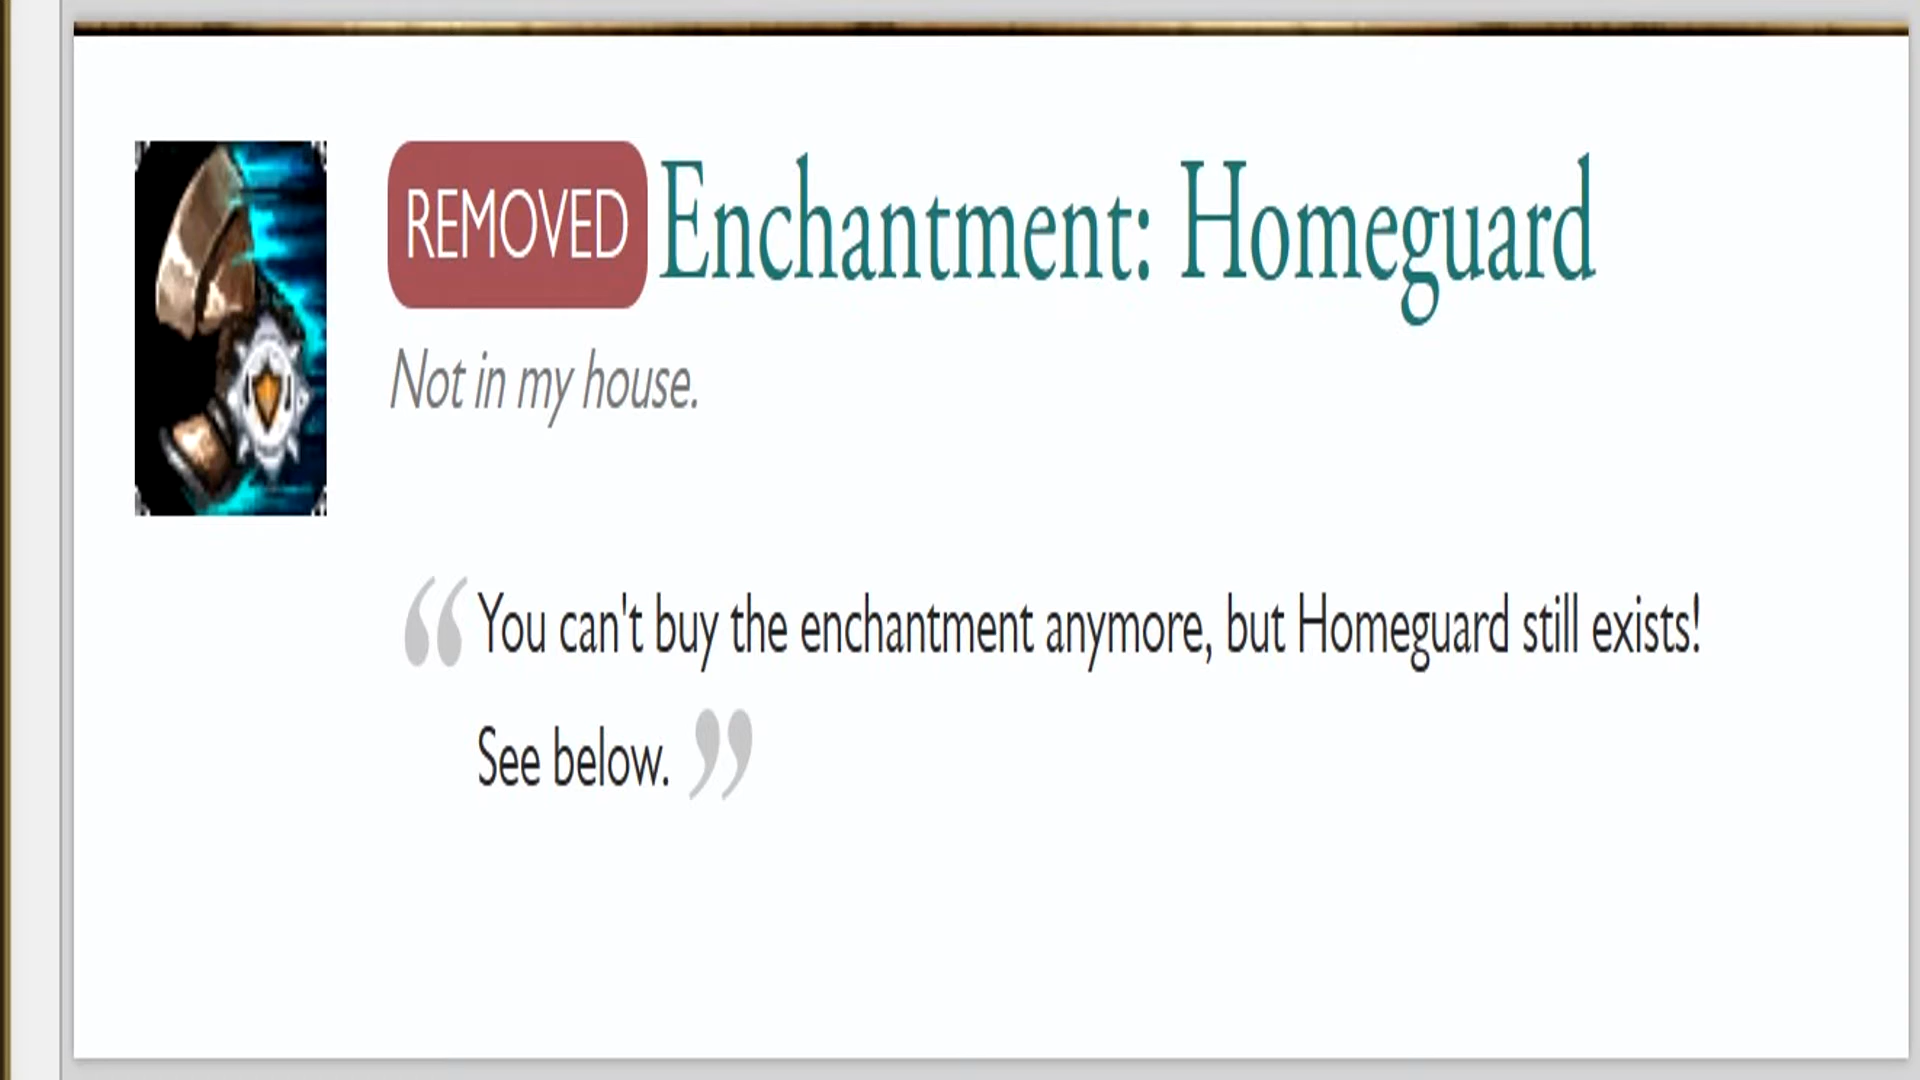 REMOVED Enchantment: Homeguard
Not in my house.
“You can't buy the enchantment anymore, but Homeguard still exists!
See below.”